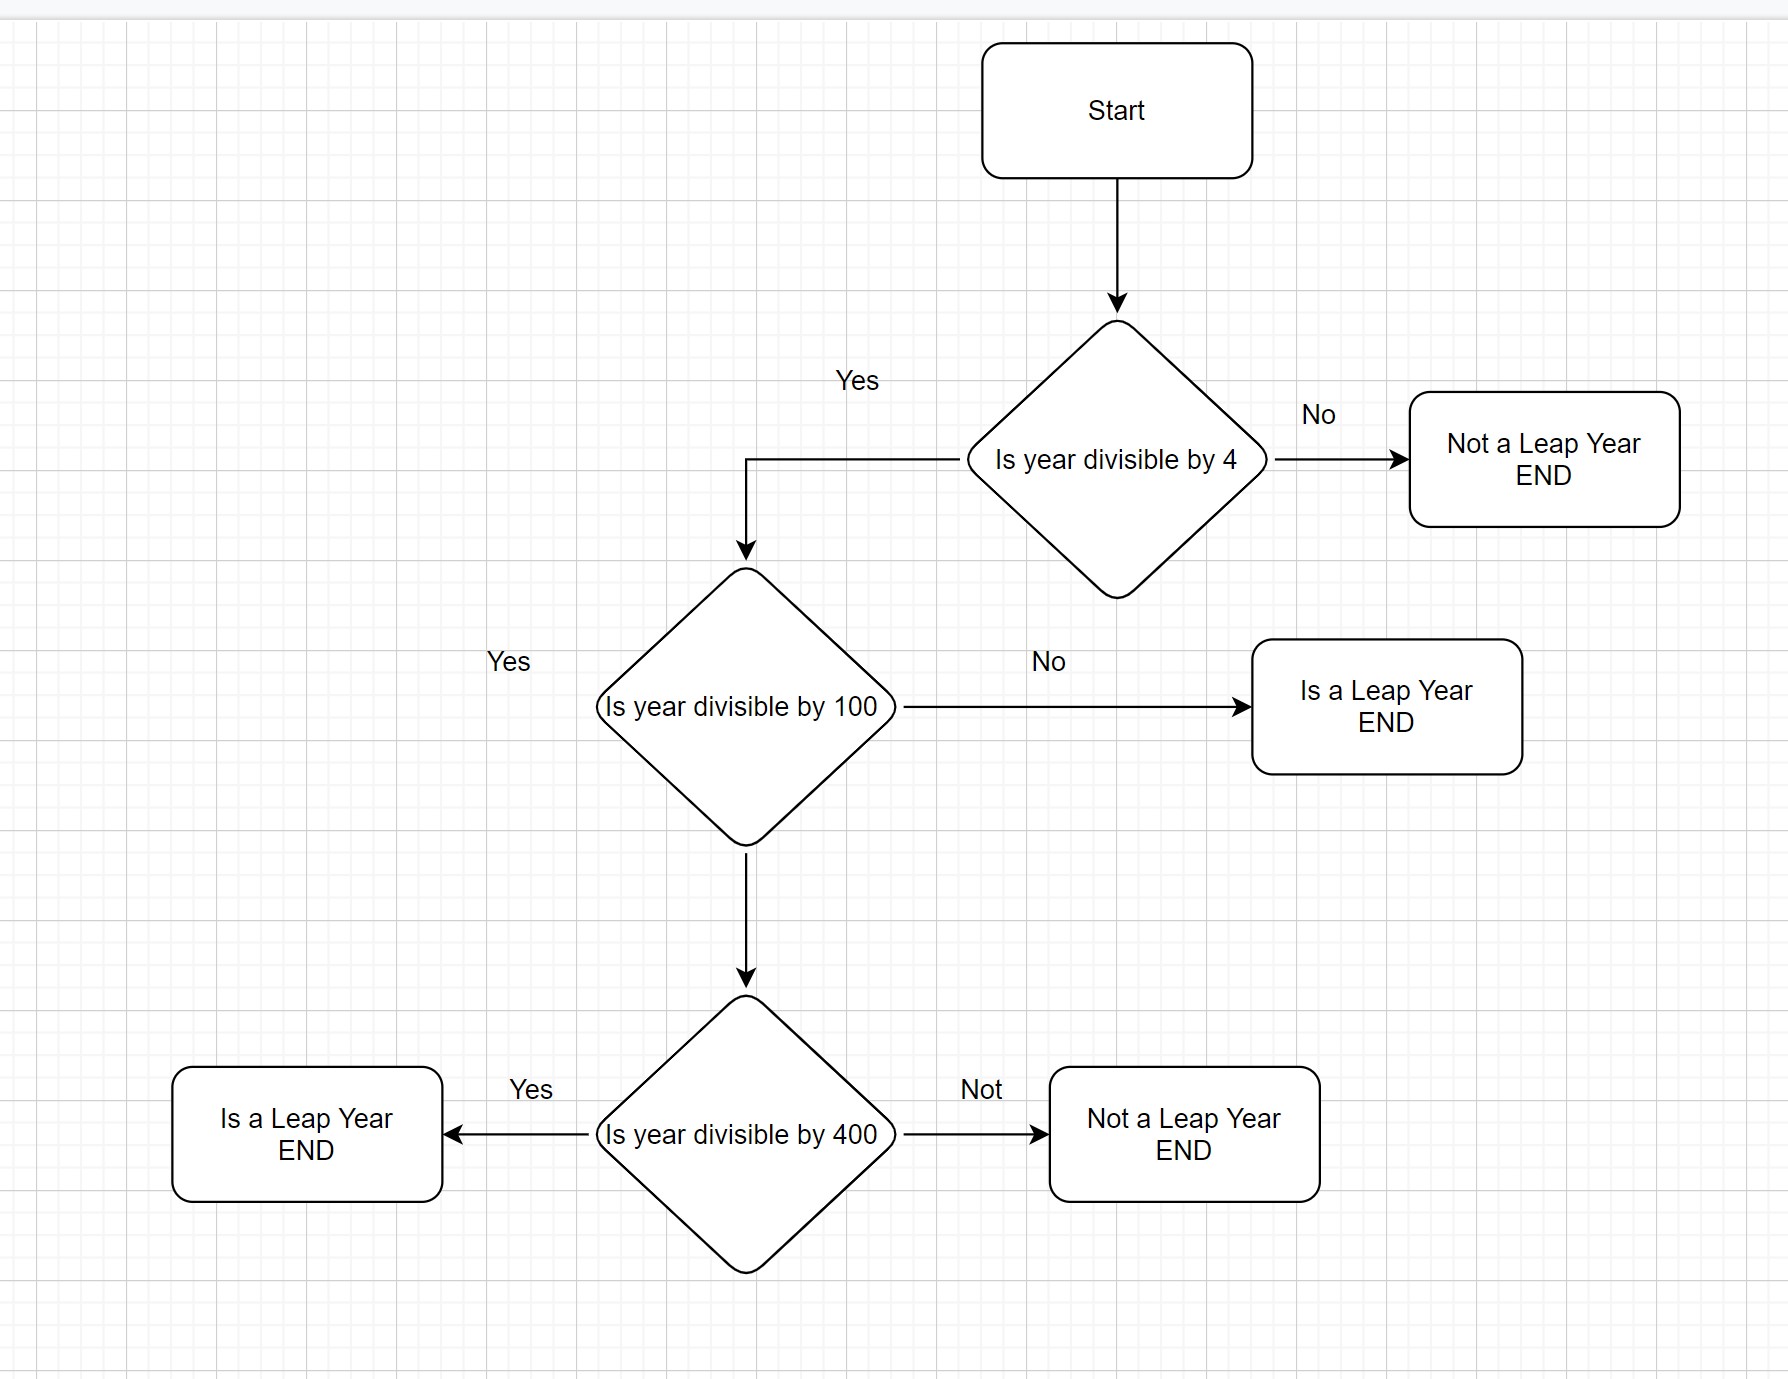 Start
Yes
No
Is year divisible by 4
Not a Leap Year
END
Yes
No
Is year divisible by 100
Is a Leap Year
END
Yes
Not
Is a Leap Year
END
Is year divisible by 400
Not a Leap Year
END